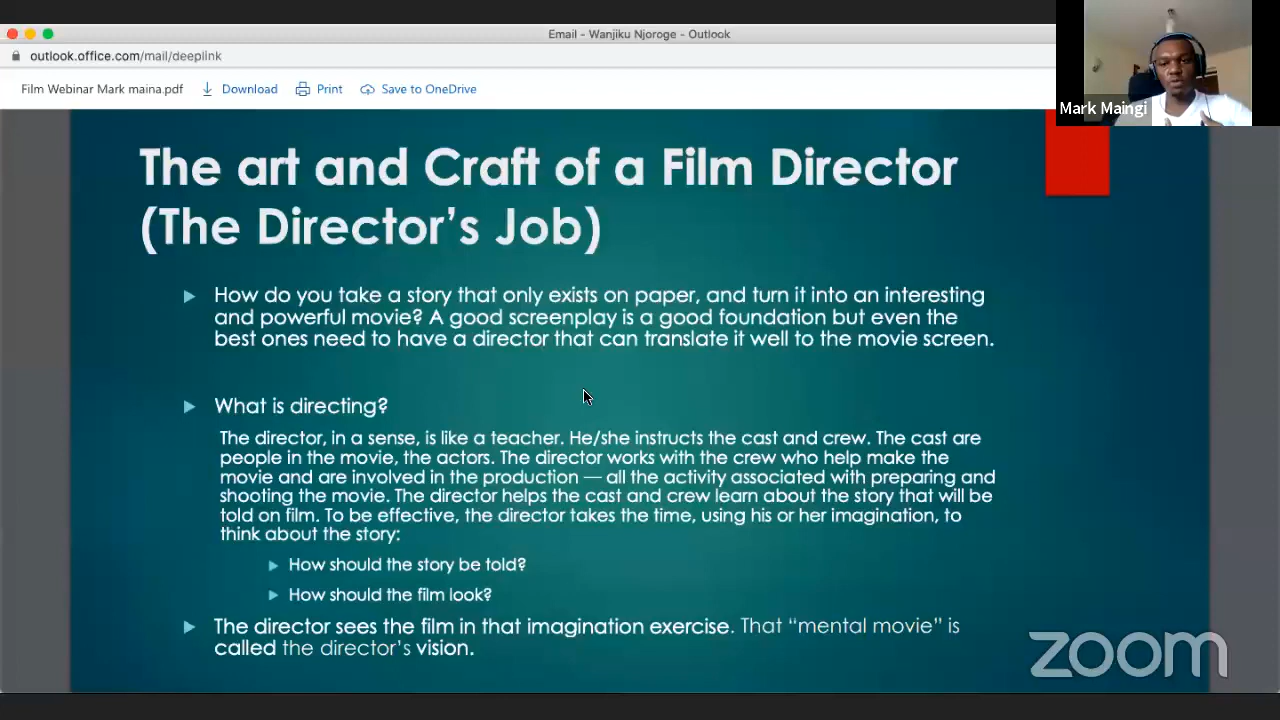 Email - Wanjiku Njoroge - Outlook
outlook.office.com/mail/deeplink
Film Webinar Mark maina.pdf Download Print Save to OneDrive
Mark Maingi
The art and Craft of a Film Director
(The Director’s Job)
How do you take a story that only exists on paper, and turn it into an interesting
and powerful movie? A good screenplay is a good foundation but even the
best ones need to have a director that can translate it well to the movie screen.
What is directing?
The director, in a sense, is like a teacher. He/she instructs the cast and crew. The cast are
people in the movie, the actors. The director works with the crew who help make the
movie and are involved in the production — all the activity associated with preparing and
shooting the movie. The director helps the cast and crew learn about the story that will be
told on film. To be effective, the director takes the time, using his or her imagination, to
think about the story:
How should the story be told?
How should the film look?
The director sees the film in that imagination exercise. That “mental movie” is
called the director’s vision.
zoom